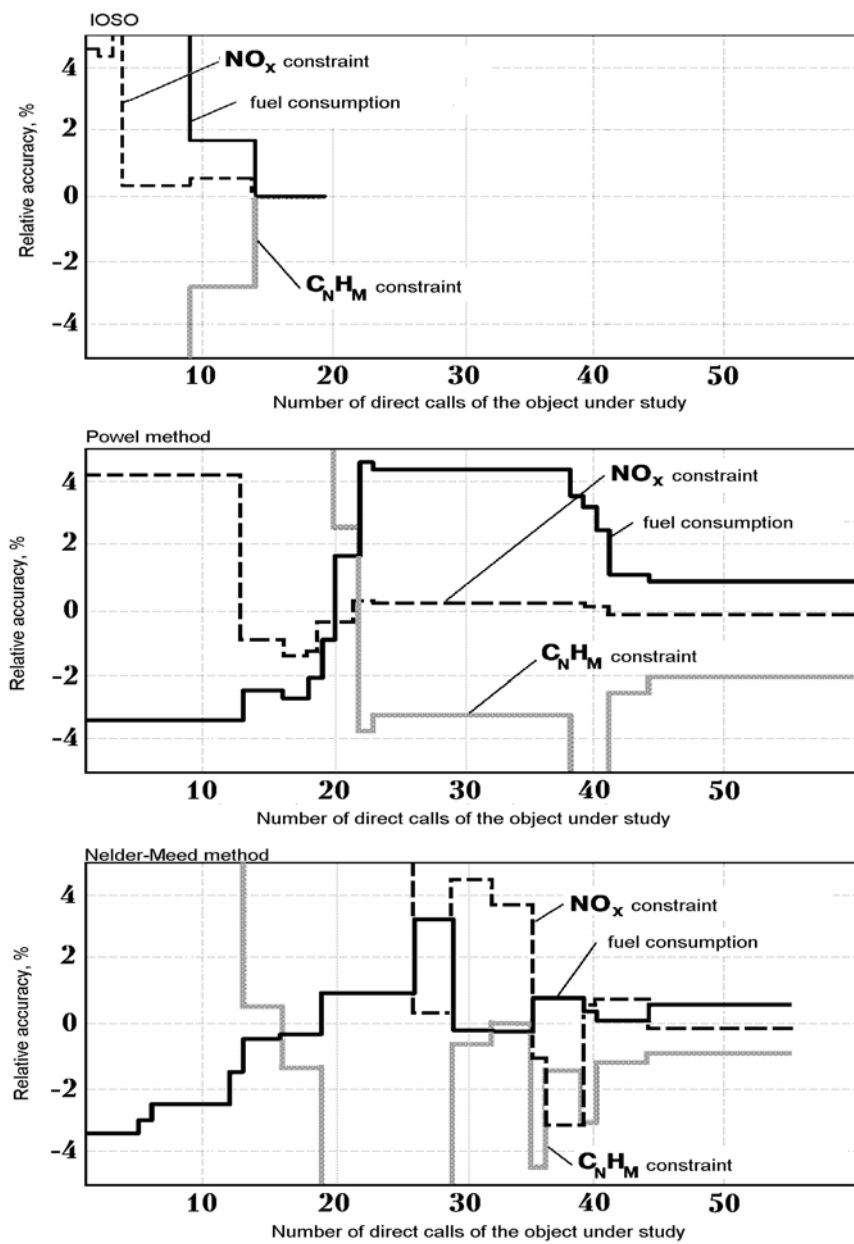 IOSO
Relative accuracy, %
4
2
0
-2
-4
NOx constraint
fuel consumption
CNHM constraint
10 20 30 40 50
Number of direct calls of the object under study
Powel method
Relative accuracy, %
4
2
0
-2
-4
NOx constraint
fuel consumption
CNHM constraint
10 20 30 40 50
Number of direct calls of the object under study
Nelder-Meed method
Relative accuracy, %
4
2
0
-2
-4
NOx constraint
fuel consumption
CNHM constraint
10 20 30 40 50
Number of direct calls of the object under study